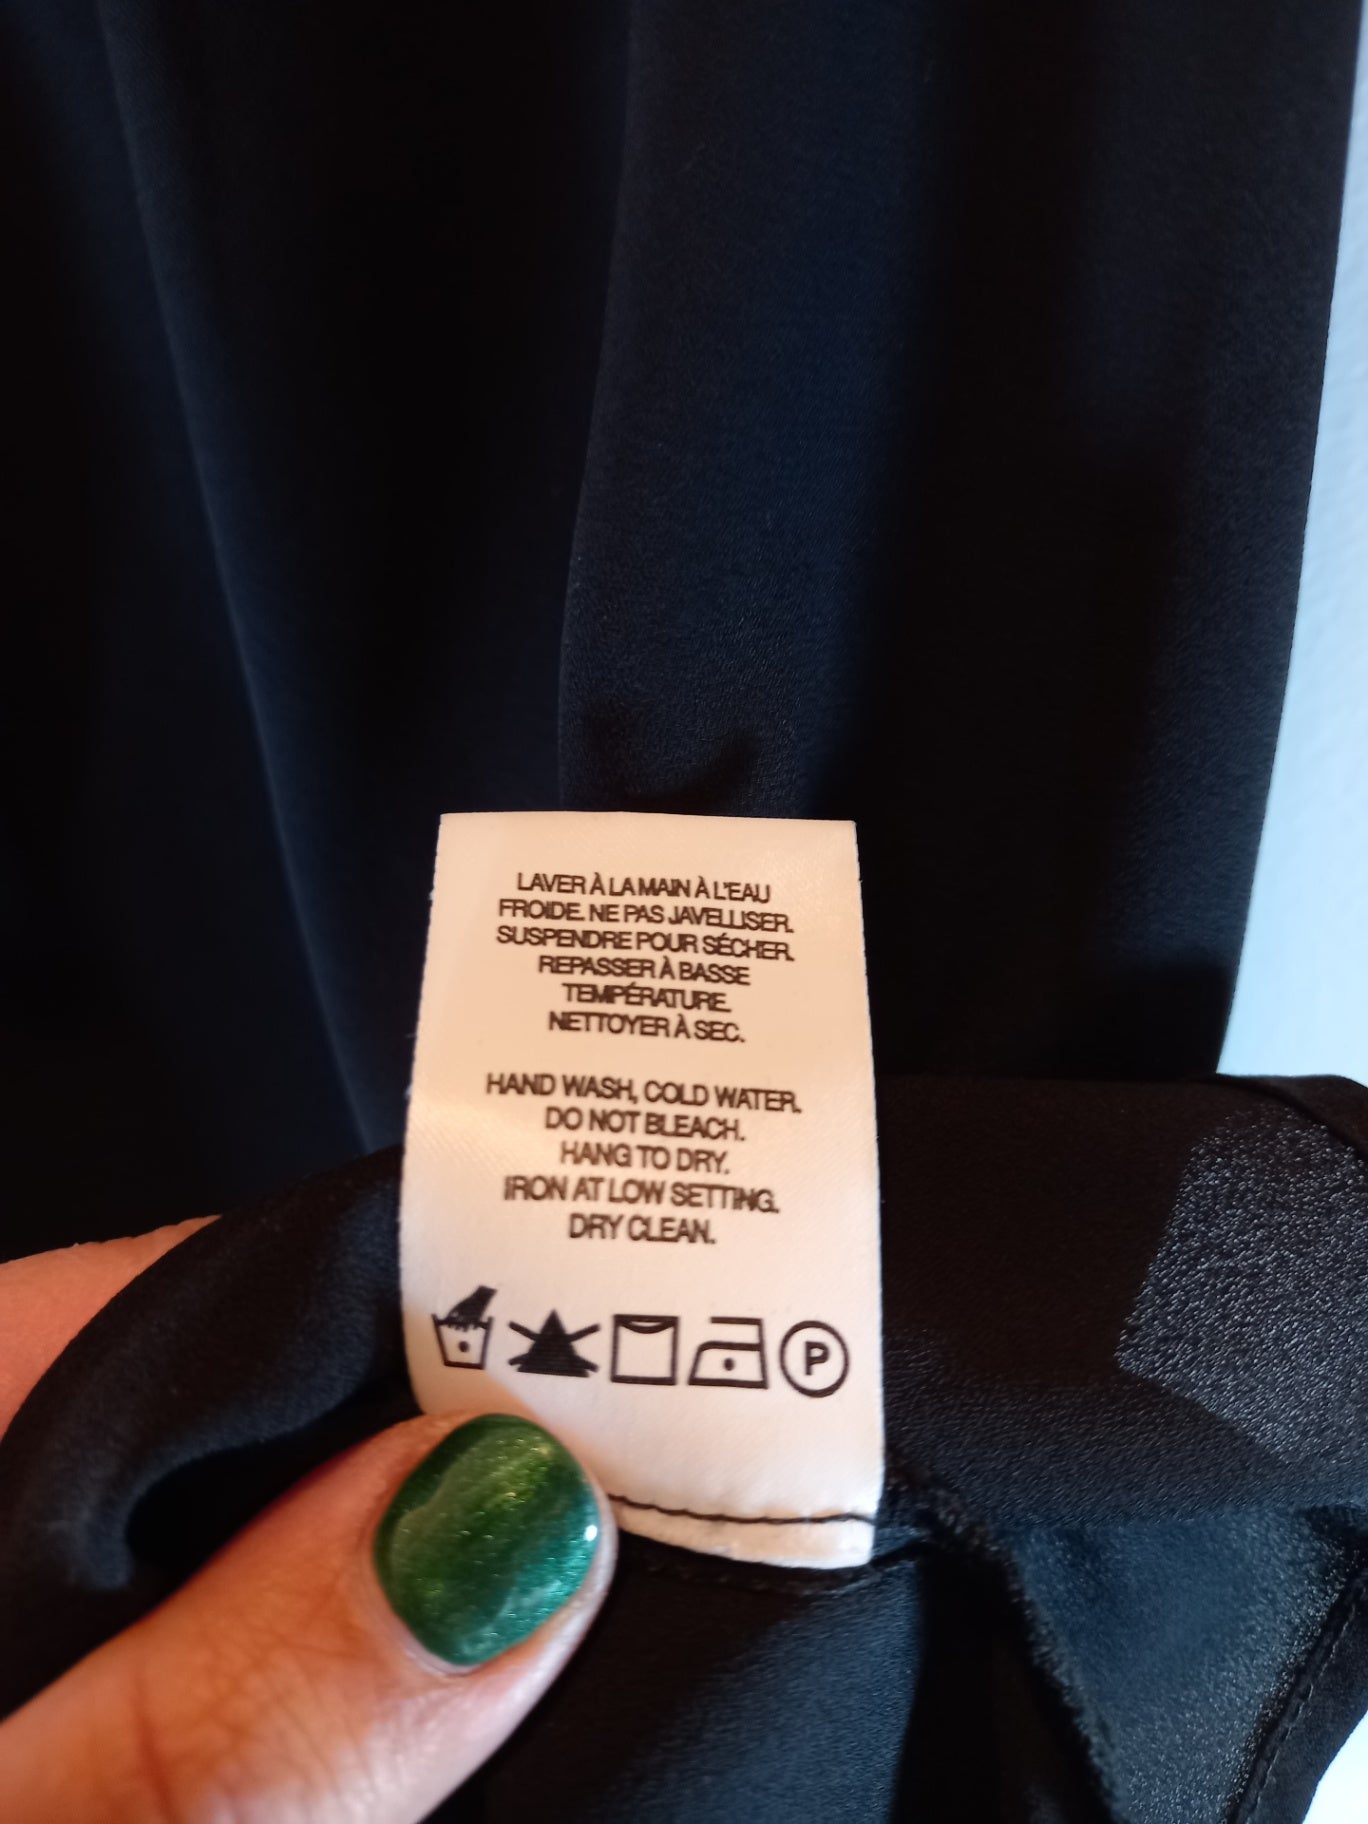 LAVER À LA MAIN À L'EAU
FROIDE. NE PAS JAVELLISER.
SUSPENDRE POUR SÉCHER.
REPASSER À BASSE
TEMPÉRATURE.
NETTOYER À SEC.
HAND WASH, COLD WATER.
DO NOT BLEACH.
HANG TO DRY.
IRON AT LOW SETTING.
DRY CLEAN.
P